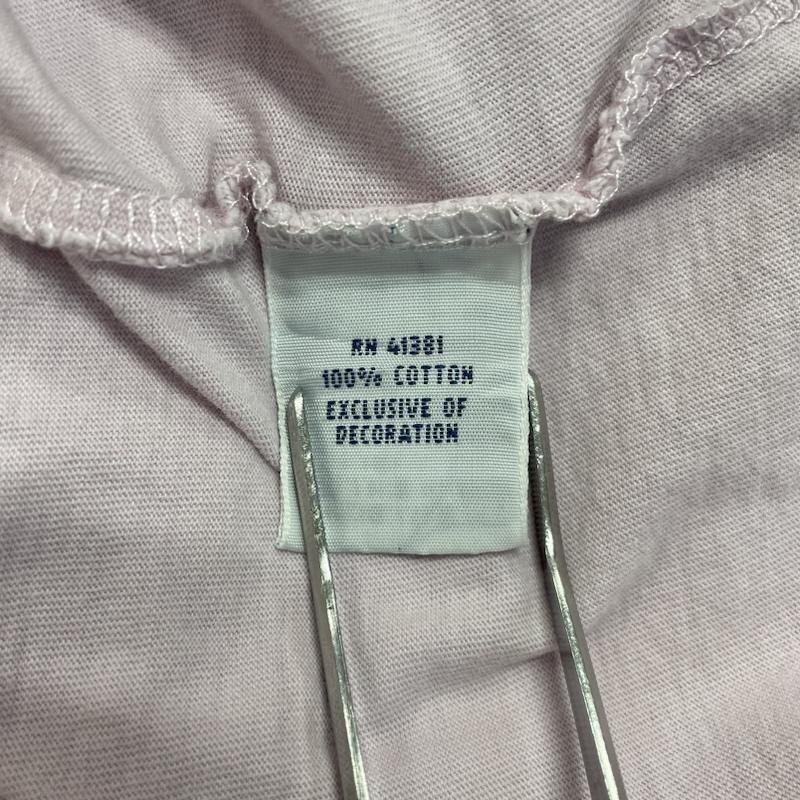 RN 41381
100% COTTON
EXCLUSIVE OF
DECORATION